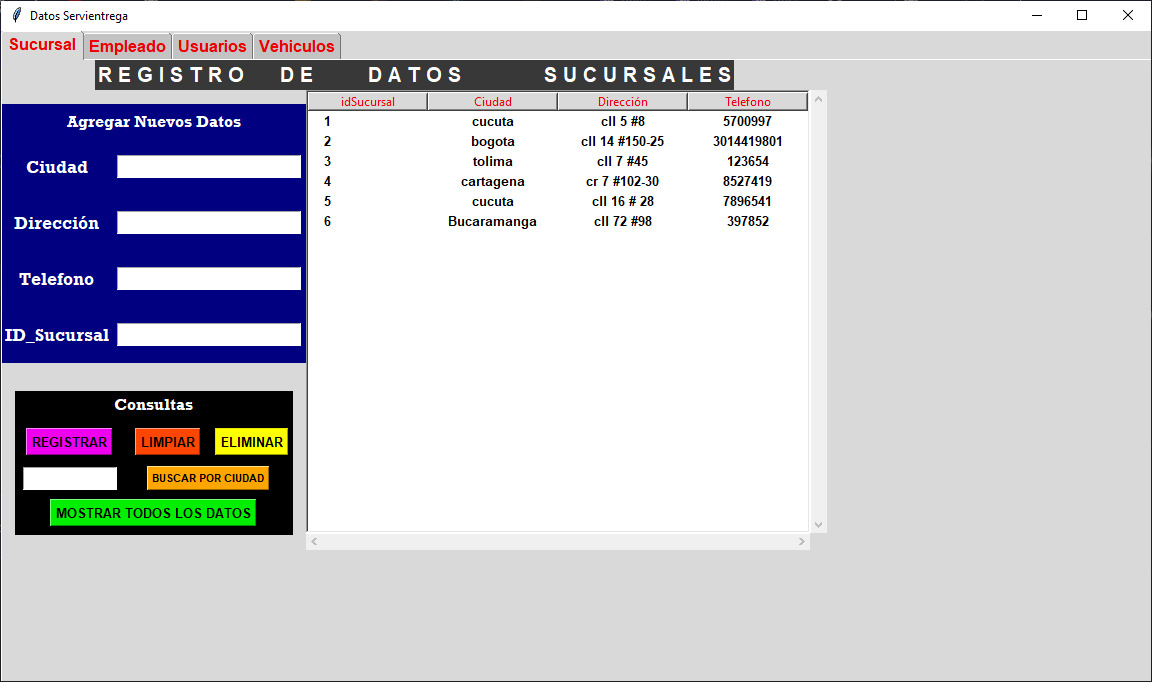 Datos Servientrega
Sucursal Empleado Usuarios Vehiculos
REGISTRO DE DATOS SUCURSALES
Agregar Nuevos Datos
Ciudad
Dirección
Telefono
ID_Sucursal
Consultas
REGISTRAR LIMPIAR ELIMINAR
BUSCAR POR CIUDAD
MOSTRAR TODOS LOS DATOS
idSucursal Ciudad Dirección Telefono
1 cucuta cll 5 #8 5700997
2 bogota cll 14 #150-25 3014419801
3 tolima cll 7 #45 123654
4 cartagena cr 7 #102-30 8527419
5 cucuta cll 16 # 28 7896541
6 Bucaramanga cll 72 #98 397852